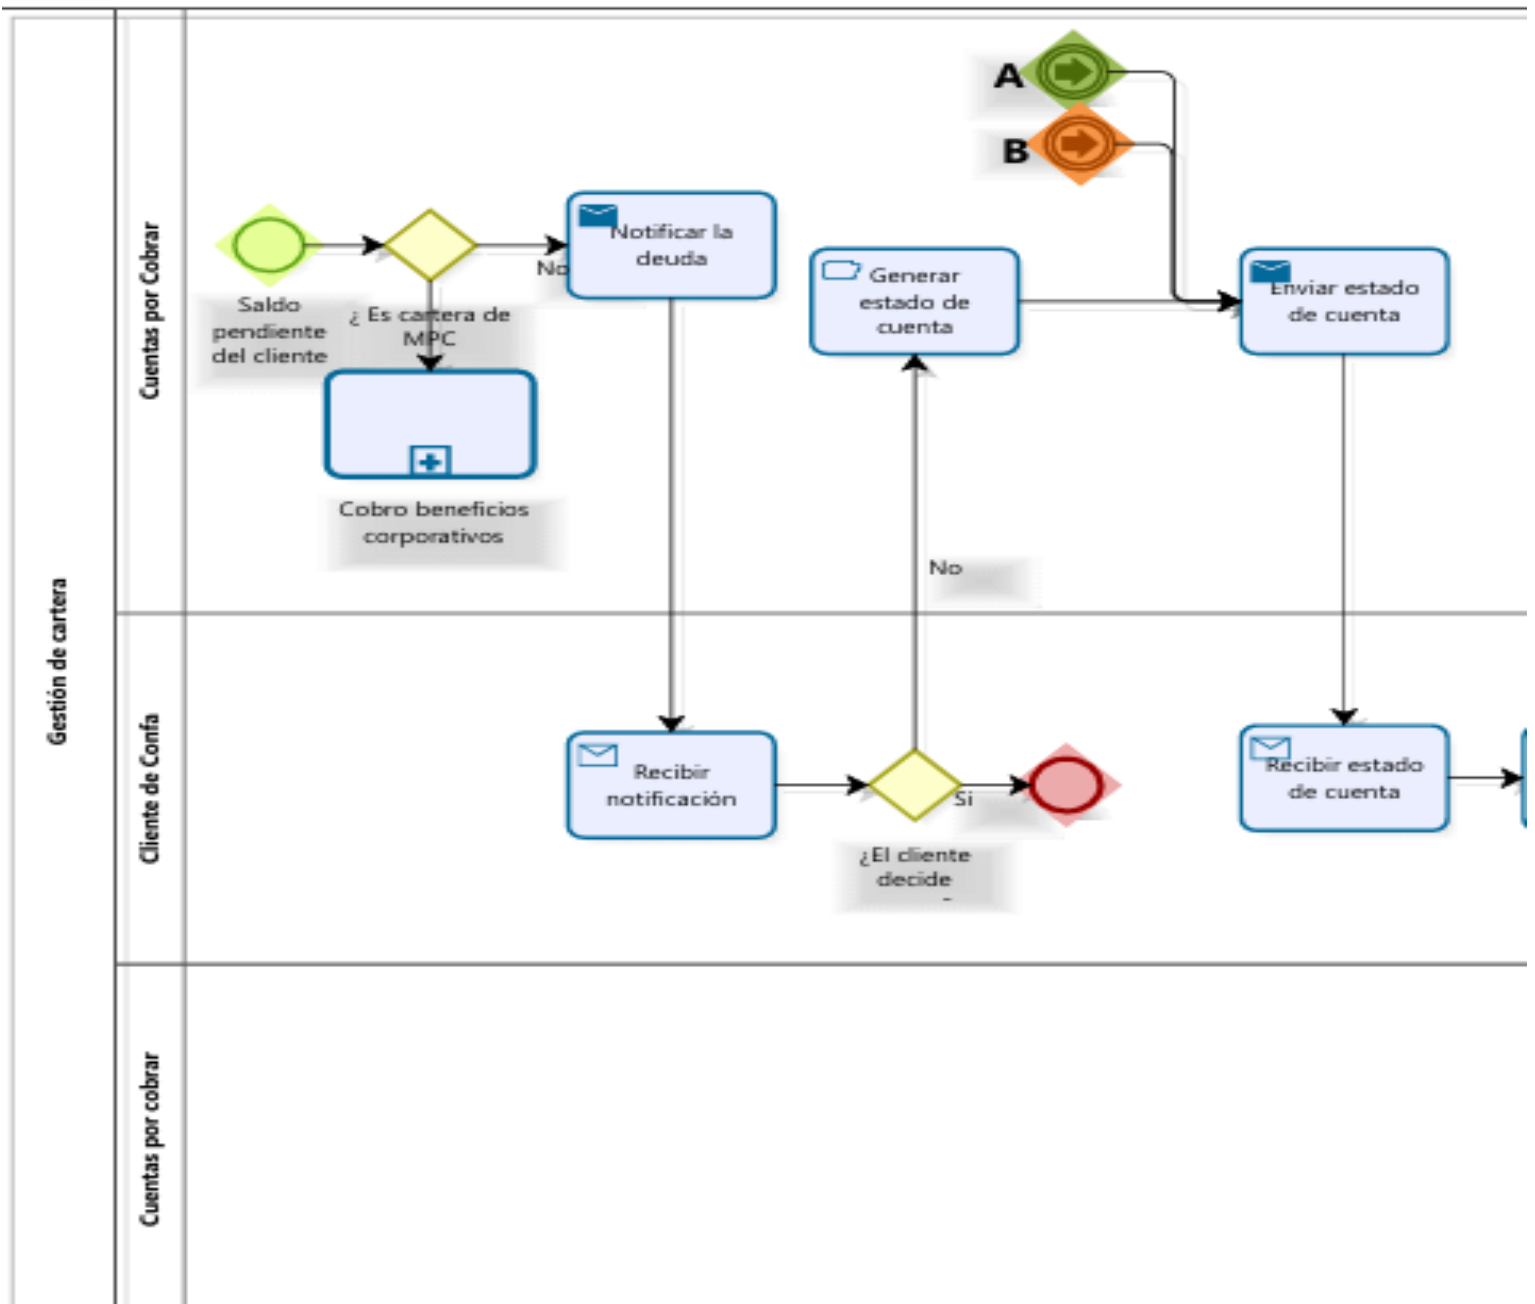 Gestión de cartera
Cuentas por Cobrar
A
B
Saldo
pendiente
del cliente
¿ Es cartera de
MPC
No
Notificar la
deuda
Generar
estado de
cuenta
Enviar estado
de cuenta
Cobro beneficios
corporativos
No
Cliente de Confa
Recibir
notificación
Si
¿El cliente
decide
Recibir estado
de cuenta
Cuentas por cobrar